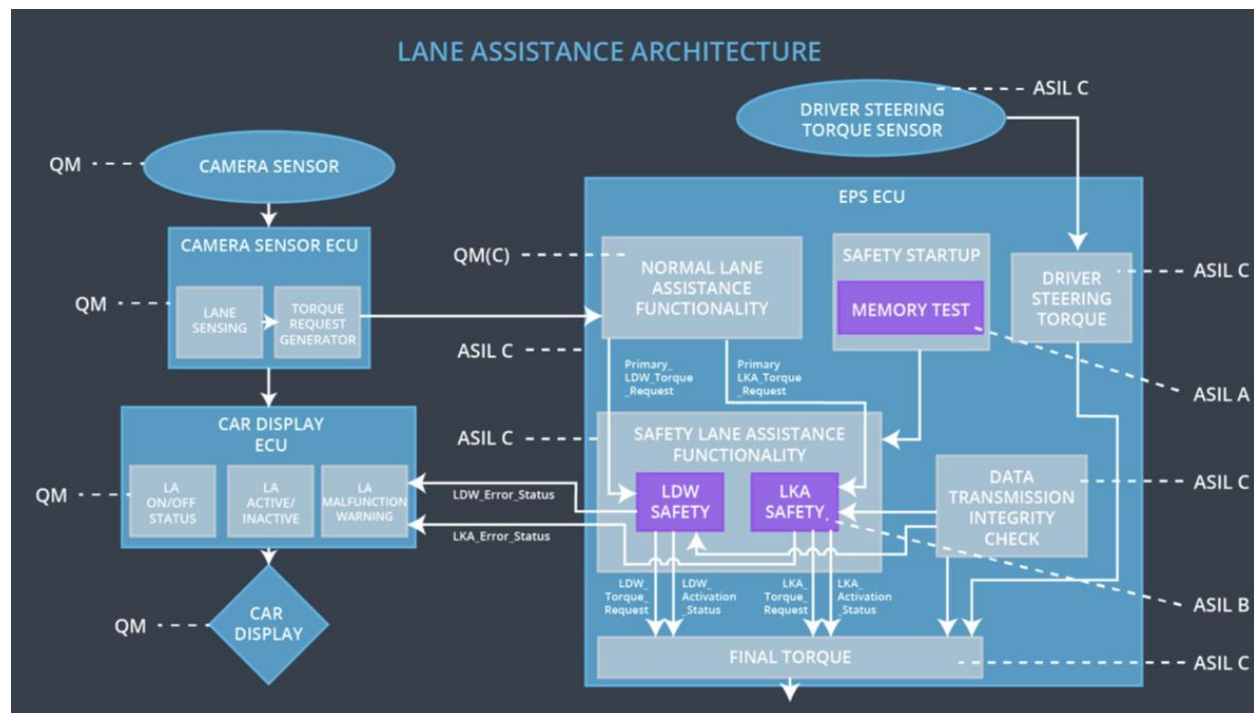 LANE ASSISTANCE ARCHITECTURE
ASIL C
DRIVER STEERING
TORQUE SENSOR
QM
CAMERA SENSOR
EPS ECU
CAMERA SENSOR ECU
QM
LANE
SENSING
TORQUE
REQUEST
GENERATOR
QM(C)
NORMAL LANE
ASSISTANCE
FUNCTIONALITY
SAFETY STARTUP
MEMORY TEST
DRIVER
STEERING
TORQUE
ASIL C
ASIL C
Primary_
LDW_Torque
_Request
Primary
LKA_Torque
_Request
ASIL A
CAR DISPLAY
ECU
QM
LA
ON/OFF
STATUS
LA
ACTIVE/
INACTIVE
LA
MALFUNCTION
WARNING
ASIL C
SAFETY LANE ASSISTANCE
FUNCTIONALITY
LDW
SAFETY
LKA
SAFETY
DATA
TRANSMISSION
INTEGRITY
CHECK
ASIL C
LDW_Error_Status
LKA_Error_Status
LDW_
Torque_
Request
LDW_
Activation
_Status
LKA_
Torque_
Request
LKA_
Activation
_Status
ASIL B
QM
CAR
DISPLAY
FINAL TORQUE
ASIL C